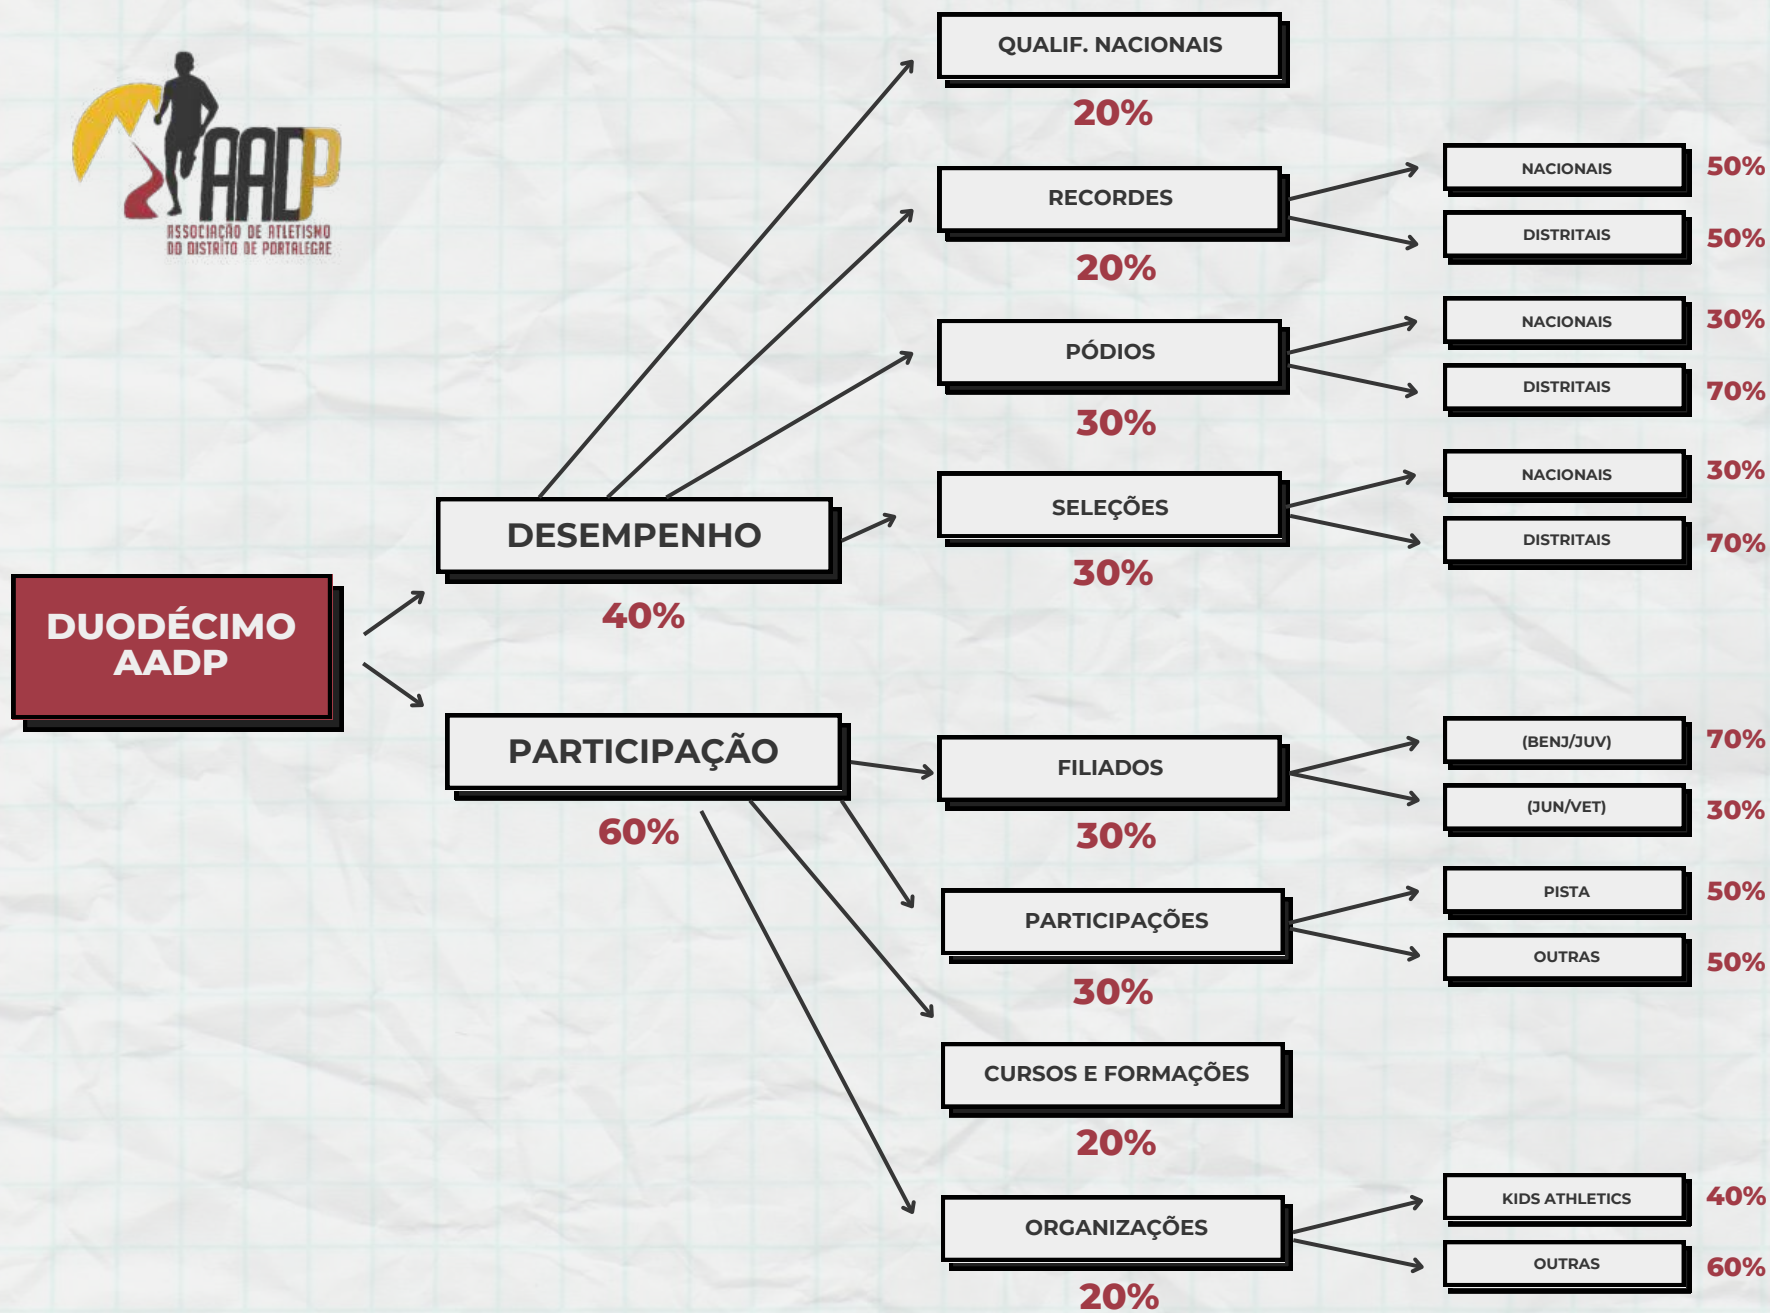 AADP
ASSOCIAÇÃO DE ATLETISMO
DO DISTRITO DE PORTALEGRE
DUODÉCIMO
AADP
DESEMPENHO
40%
QUALIF. NACIONAIS
20%
RECORDES
20%
NACIONAIS 50%
DISTRITAIS 50%
PÓDIOS
30%
NACIONAIS 30%
DISTRITAIS 70%
SELEÇÕES
30%
NACIONAIS 30%
DISTRITAIS 70%
PARTICIPAÇÃO
60%
FILIADOS
30%
(BENJ/JUV) 70%
(JUN/VET) 30%
PARTICIPAÇÕES
30%
PISTA 50%
OUTRAS 50%
CURSOS E FORMAÇÕES
20%
ORGANIZAÇÕES
20%
KIDS ATHLETICS 40%
OUTRAS 60%